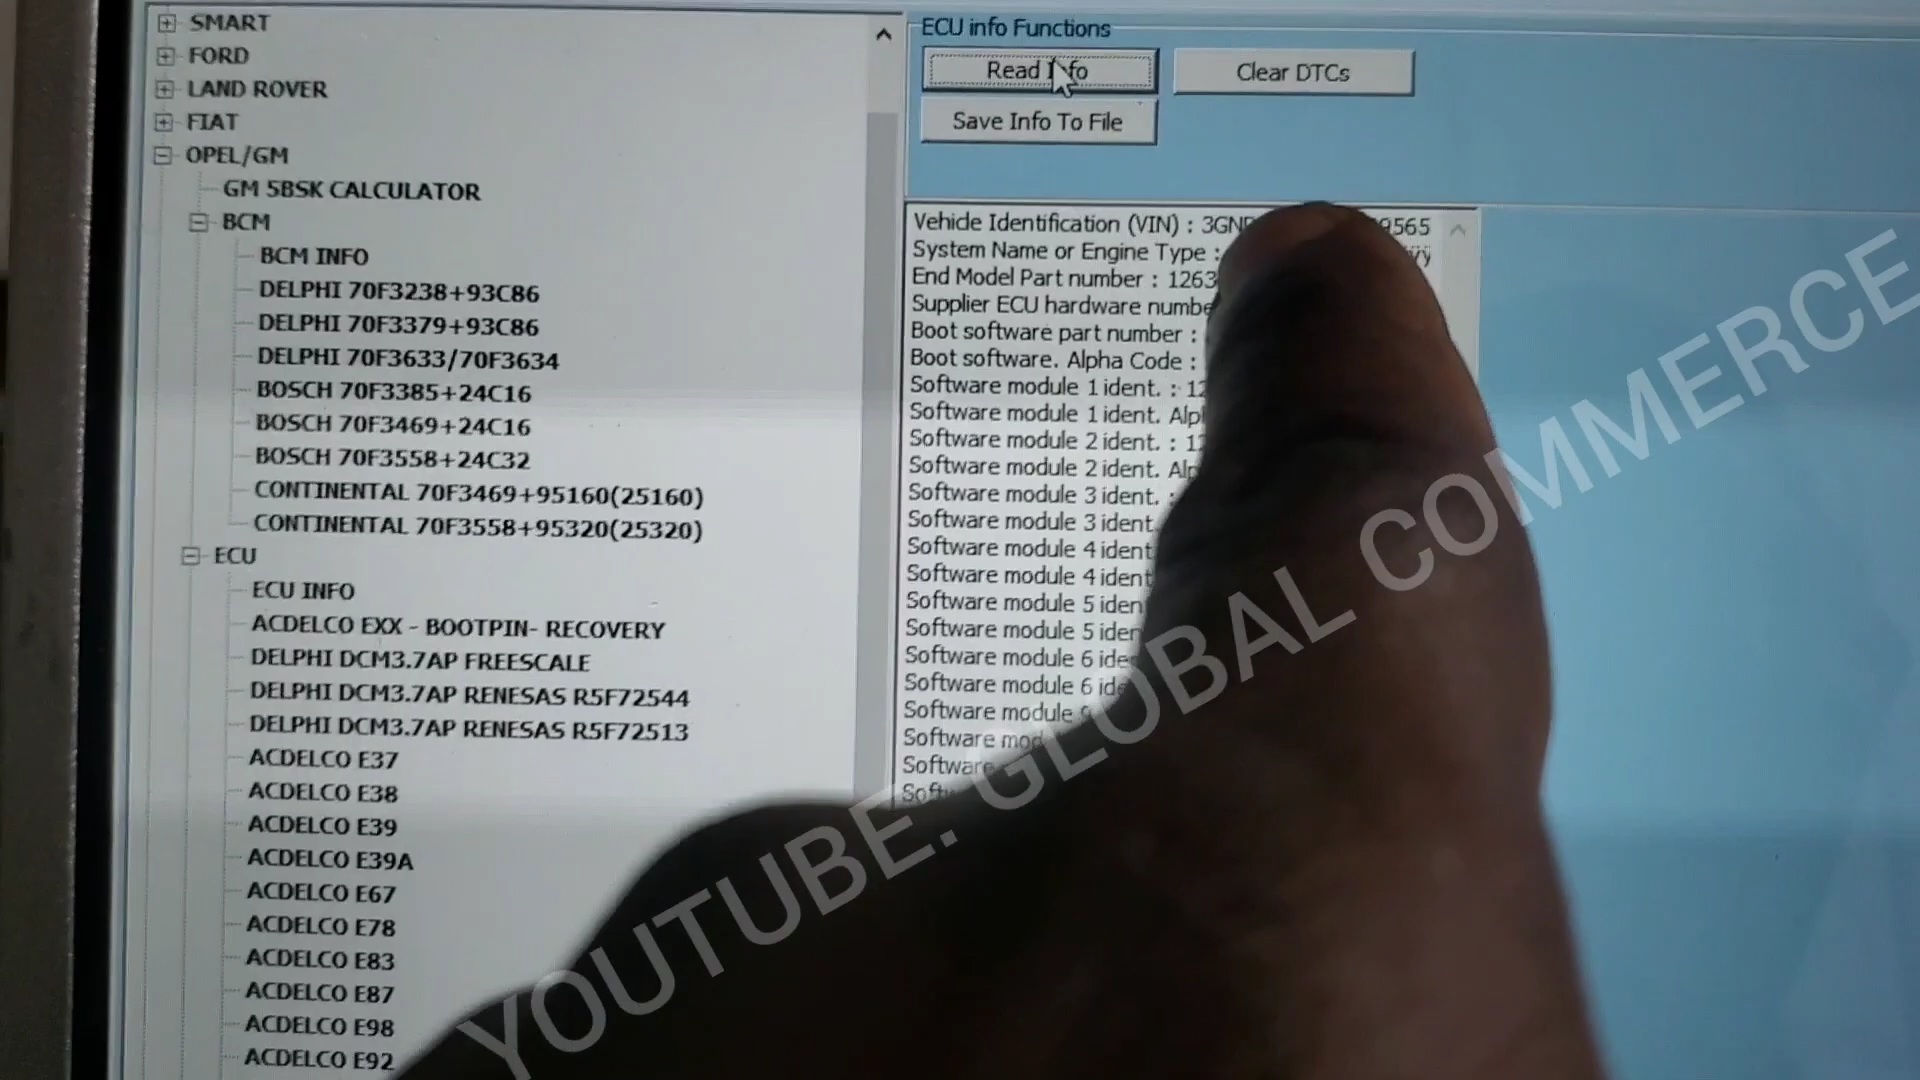 SMART
FORD
LAND ROVER
FIAT
OPEL/GM
GM 5BSK CALCULATOR
BCM
BCM INFO
DELPHI 70F3238+93C86
DELPHI 70F3379+93C86
DELPHI 70F3633/70F3634
BOSCH 70F3385+24C16
BOSCH 70F3469+24C16
BOSCH 70F3558+24C32
CONTINENTAL 70F3469+95160(25160)
CONTINENTAL 70F3558+95320(25320)
ECU
ECU INFO
ACDELCO EXX - BOOTPIN- RECOVERY
DELPHI DCM3.7AP FREESCALE
DELPHI DCM3.7AP RENESAS R5F72544
DELPHI DCM3.7AP RENESAS R5F72513
ACDELCO E37
ACDELCO E38
ACDELCO E39
ACDELCO E39A
ACDELCO E67
ACDELCO E78
ACDELCO E83
ACDELCO E87
ACDELCO E98
ACDELCO E92
ECU info Functions
Read Info
Clear DTCs
Save Info To File
Vehicle Identification (VIN) : 3GN 9565
System Name or Engine Type :
End Model Part number : 1263
Supplier ECU hardware numbe
Boot software part number :
Boot software. Alpha Code :
Software module 1 ident. : 12
Software module 1 ident. Alp
Software module 2 ident. : 12
Software module 2 ident. Alp
Software module 3 ident. :
Software module 3 ident.
Software module 4 ident
Software module 4 ident
Software module 5 iden
Software module 5 iden
Software module 6 ide
Software module 6 ide
Software module
Software mod
Software
Softw
YOUTUBE. GLOBAL COMMERCE